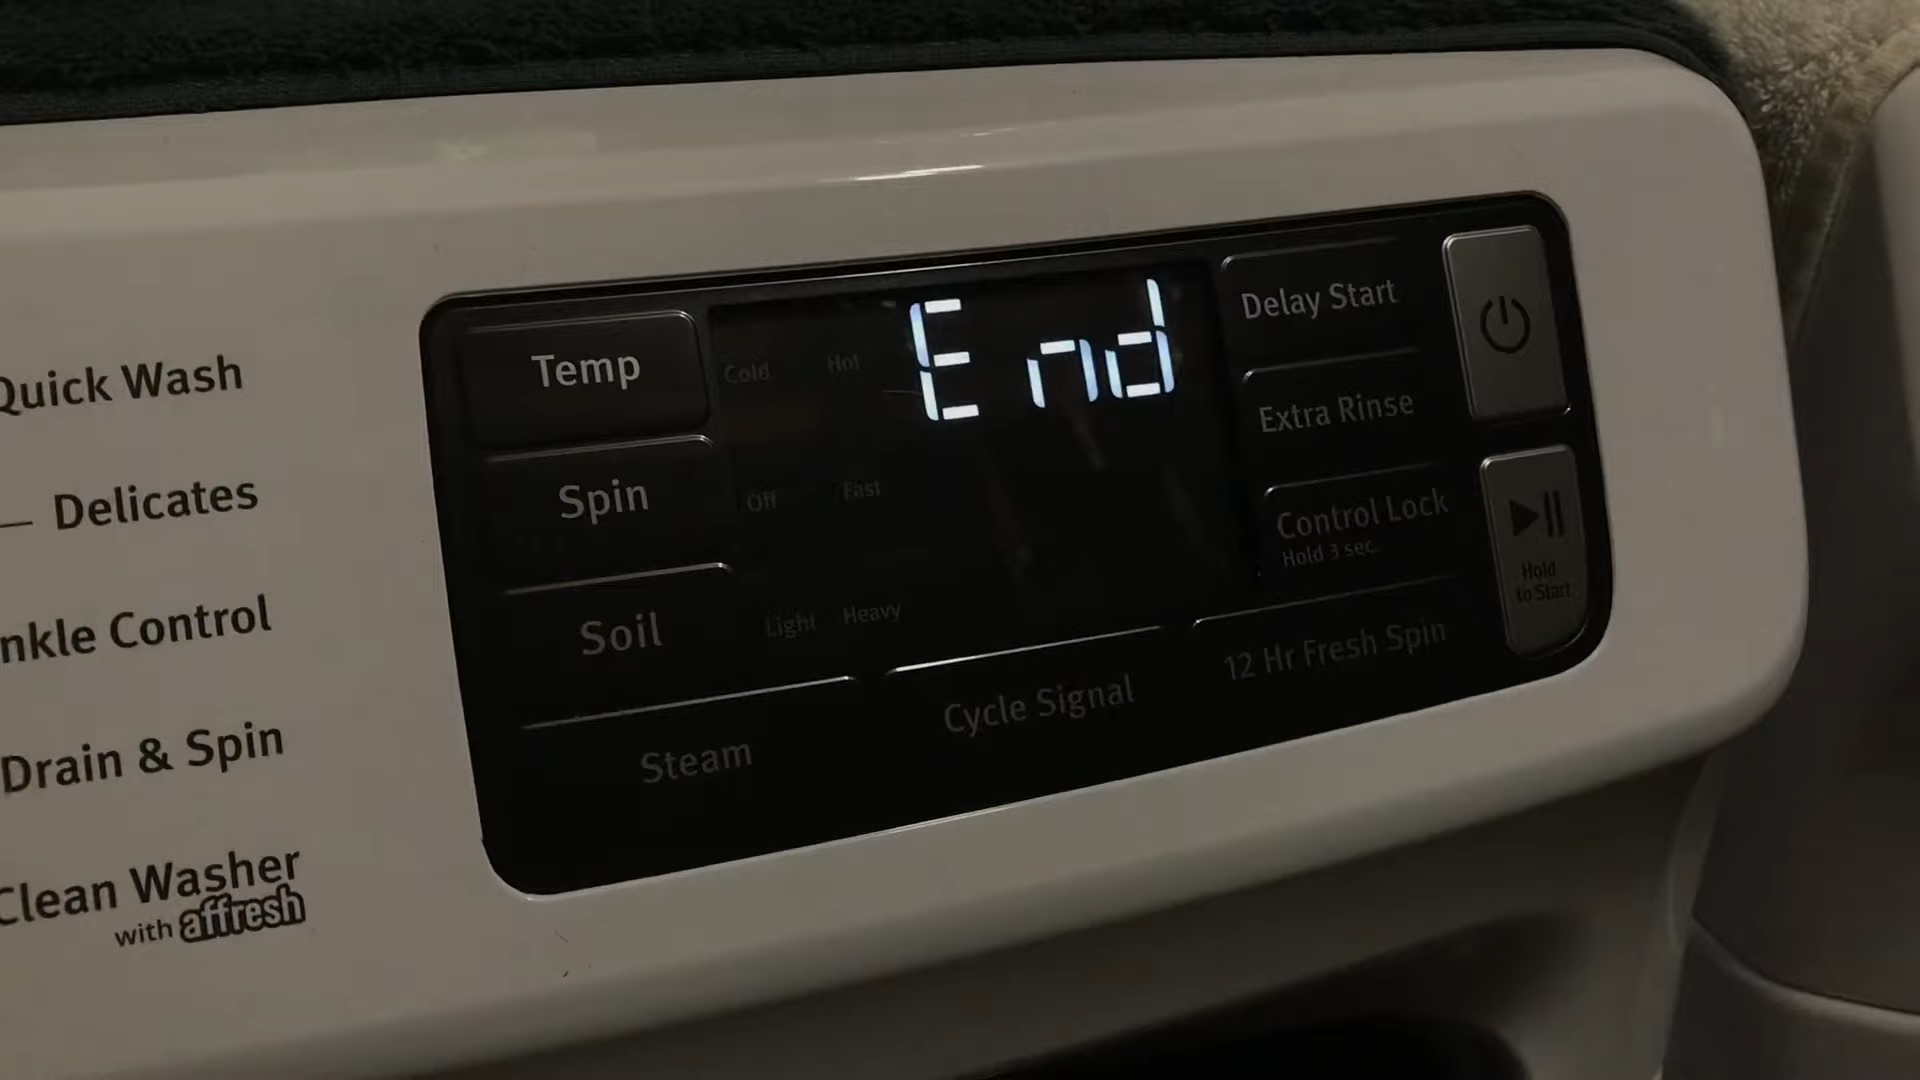 Quick Wash
Delicates
nkle Control
Drain & Spin
Clean Washer
with affresh
Temp
Cold Hot
End
Spin
Off Fast
Soil
Light Heavy
Steam
Cycle Signal
12 Hr Fresh Spin
Delay Start
Extra Rinse
Control Lock
Hold 3 sec.
Hold
to Start